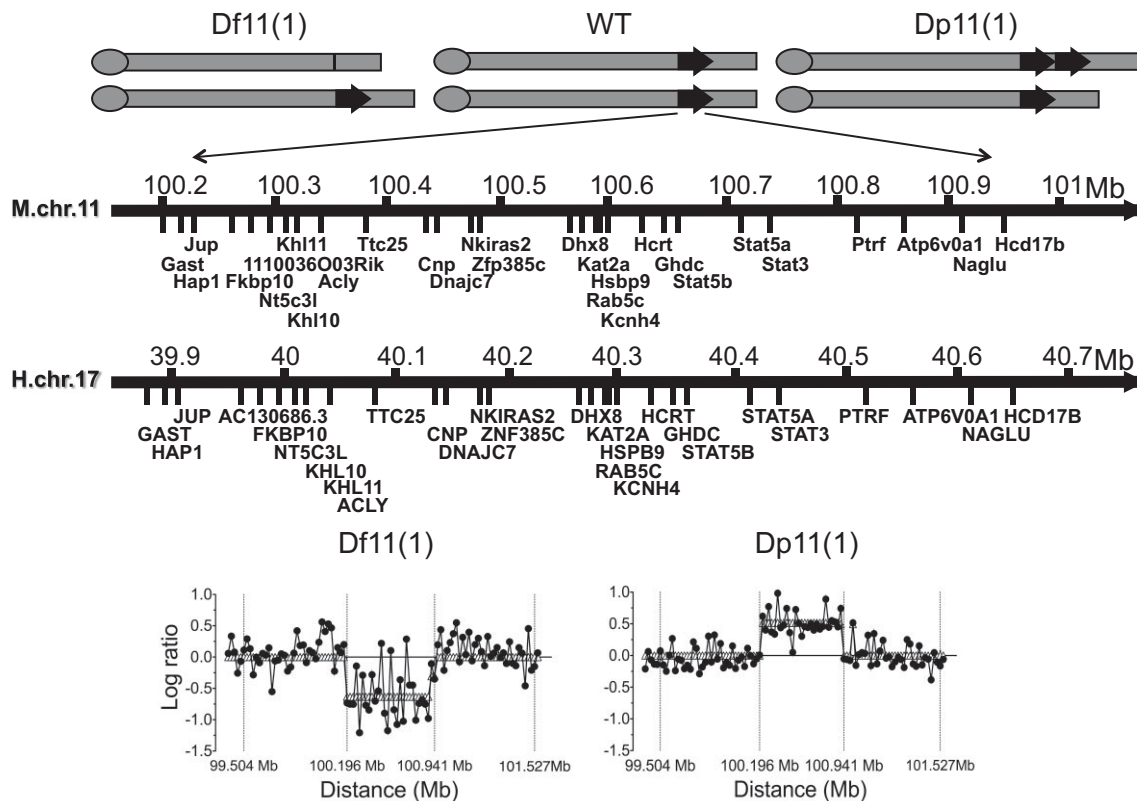 Df11(1) WT Dp11(1)
100.2 100.3 100.4 100.5 100.6 100.7 100.8 100.9 101 Mb
M.chr.11
Jup Khl11 Ttc25 Nkiras2 Dhx8 Hcrt Stat5a Ptrf Atp6v0a1 Hcd17b
Gast 1110036O03Rik Cnp Zfp385c Kat2a Ghdc Stat3 Naglu
Hap1 Fkbp10 Acly Dnajc7 Hsbp9 Stat5b
Nt5c3l Rab5c
Khl10 Kcnh4
39.9 40 40.1 40.2 40.3 40.4 40.5 40.6 40.7 Mb
H.chr.17
JUP AC130686.3 TTC25 NKIRAS2 DHX8 HCRT STAT5A PTRF ATP6V0A1 HCD17B
GAST FKBP10 CNP ZNF385C KAT2A GHDC STAT3 NAGLU
HAP1 NT5C3L DNAJC7 HSPB9 STAT5B
KHL10 RAB5C
KHL11 KCNH4
ACLY
Df11(1) Dp11(1)
1.0 1.0
0.5 0.5
0.0 0.0
-0.5 -0.5
-1.0 -1.0
-1.5 -1.5
Log ratio
99.504 Mb 100.196 Mb 100.941 Mb 101.527Mb 99.504 Mb 100.196 Mb 100.941 Mb 101.527Mb
Distance (Mb) Distance (Mb)